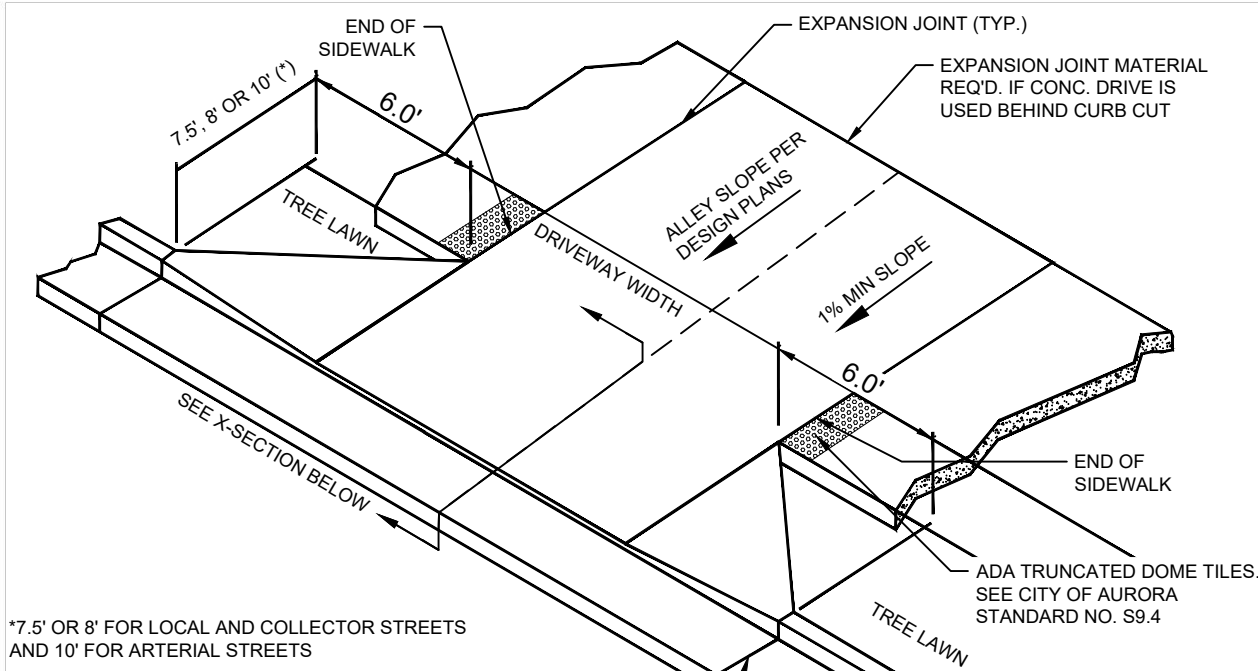 END OF
SIDEWALK
EXPANSION JOINT (TYP.)
EXPANSION JOINT MATERIAL
REQ'D. IF CONC. DRIVE IS
USED BEHIND CURB CUT
7.5', 8' OR 10' (*)
6.0'
TREE LAWN
DRIVEWAY WIDTH
ALLEY SLOPE PER
DESIGN PLANS
1% MIN SLOPE
6.0'
SEE X-SECTION BELOW
END OF
SIDEWALK
ADA TRUNCATED DOME TILES.
SEE CITY OF AURORA
STANDARD NO. S9.4
TREE LAWN
*7.5' OR 8' FOR LOCAL AND COLLECTOR STREETS
AND 10' FOR ARTERIAL STREETS